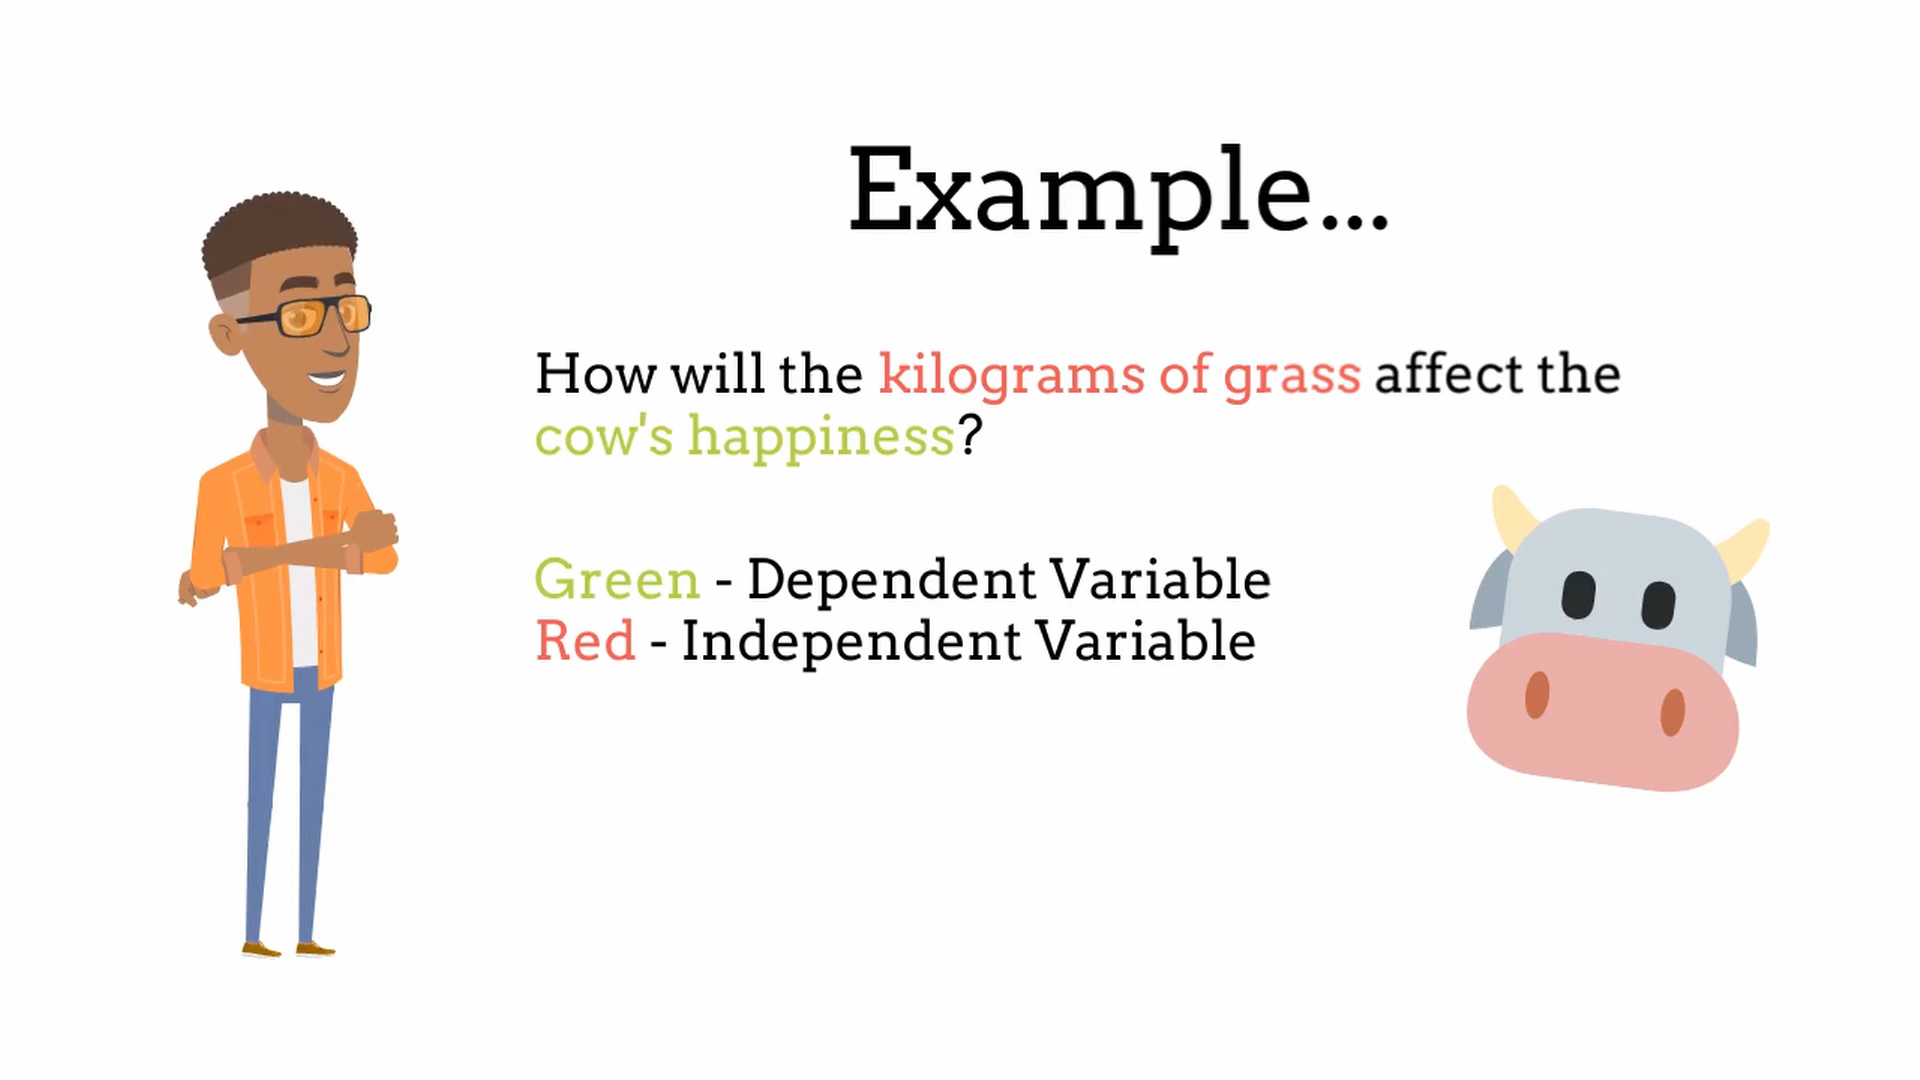 Example...
How will the kilograms of grass affect the
cow's happiness?
Green - Dependent Variable
Red - Independent Variable